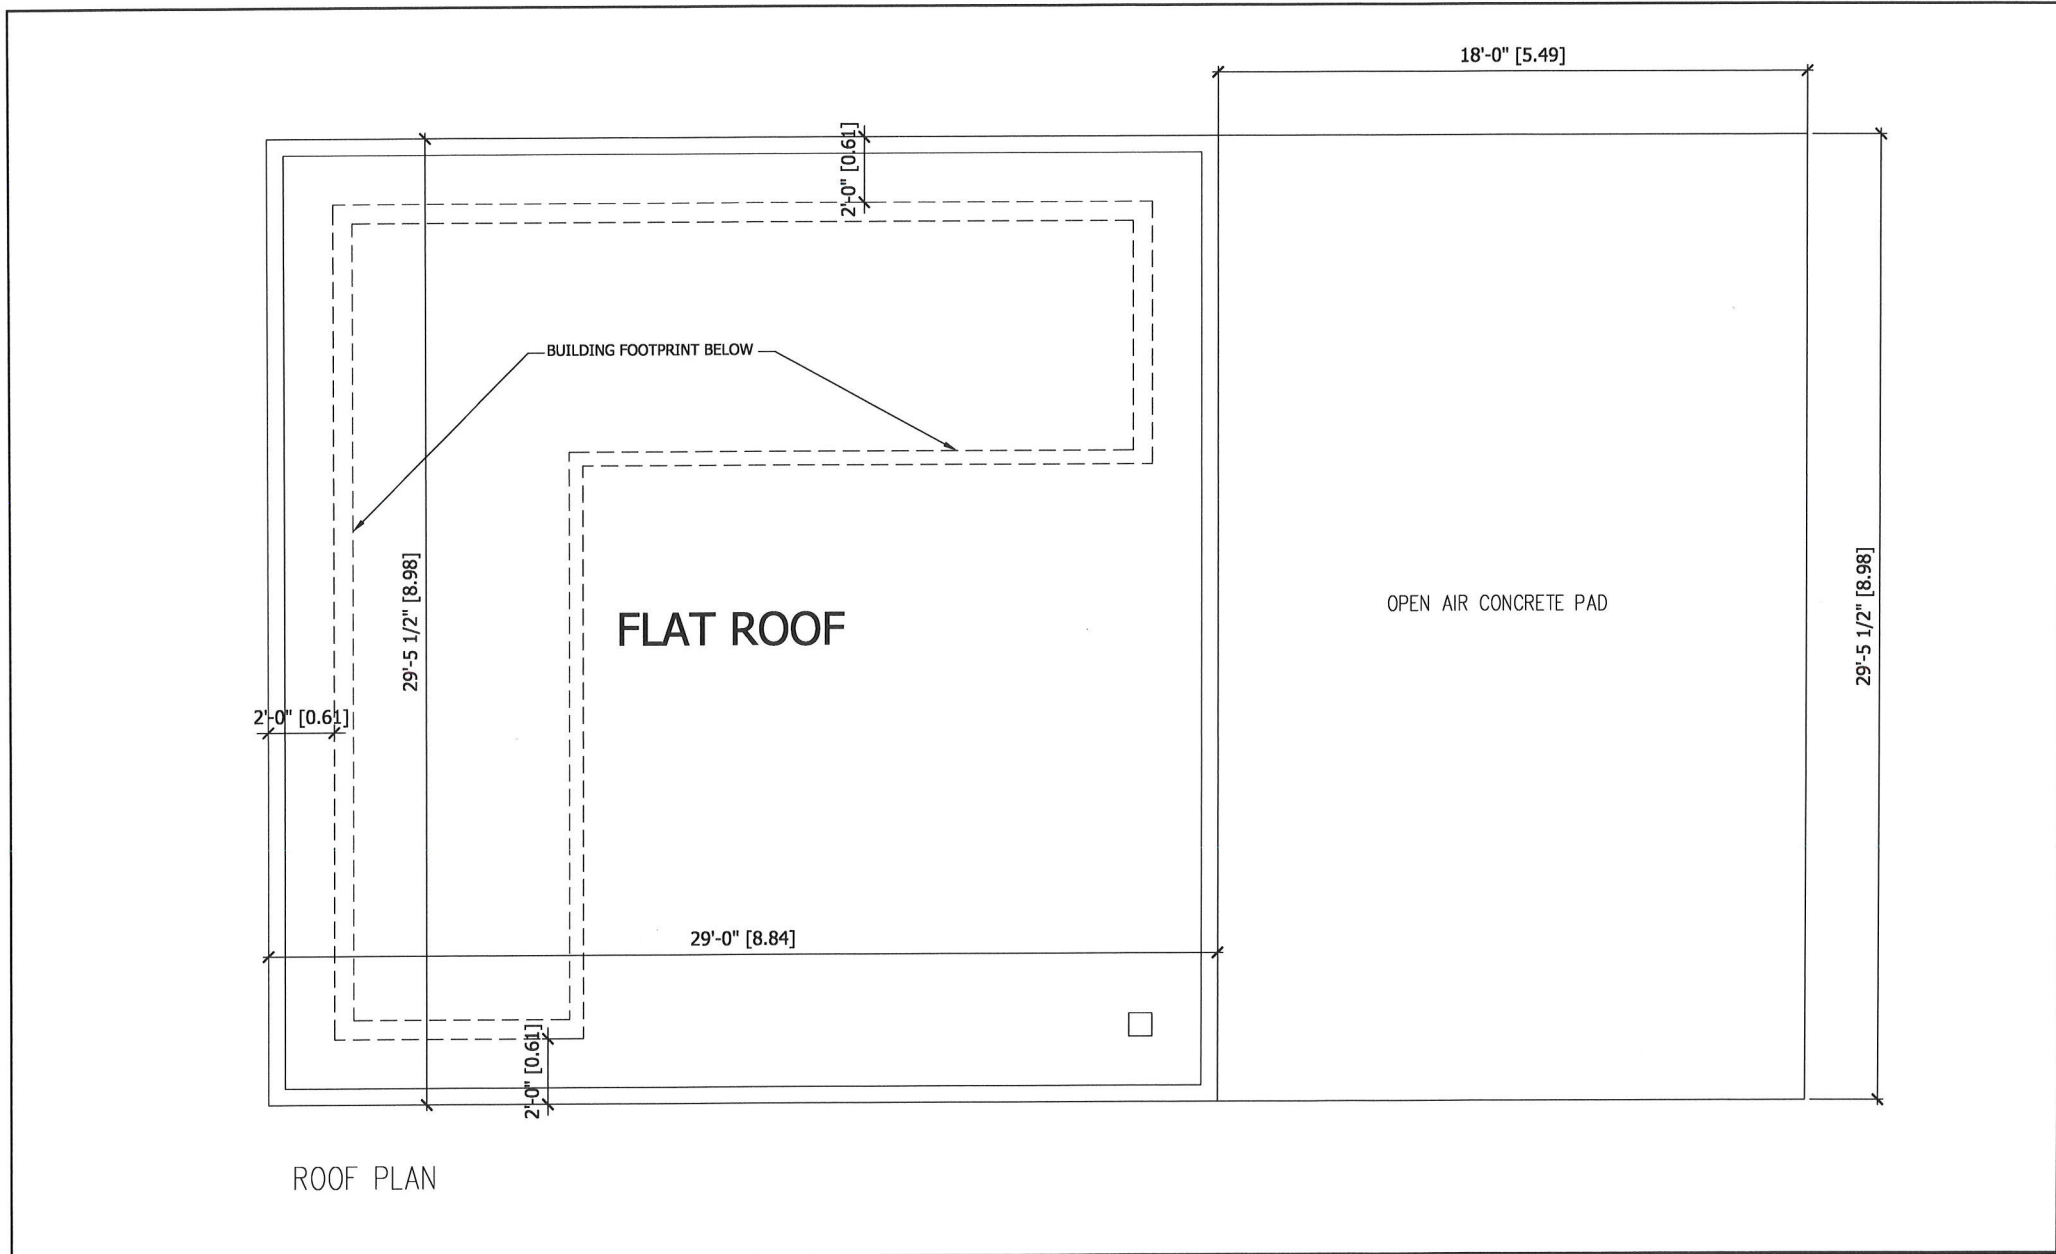 18'-0" [5.49]
2'-0" [0.61]
BUILDING FOOTPRINT BELOW
29'-5 1/2" [8.98]
FLAT ROOF
OPEN AIR CONCRETE PAD
29'-5 1/2" [8.98]
2'-0" [0.61]
29'-0" [8.84]
2'-0" [0.61]
ROOF PLAN